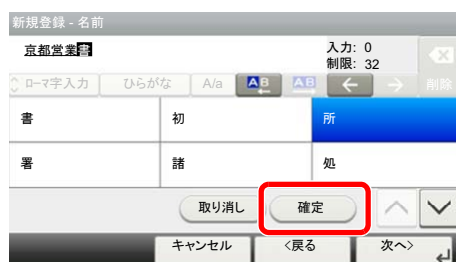 新規登録 - 名前
京都営業書
入力: 0
制限: 32
ローマ字入力 ひらがな A/a AB AB ← → 削除
書 初 所
署 諸 処
取り消し 確定
キャンセル <戻る 次へ>